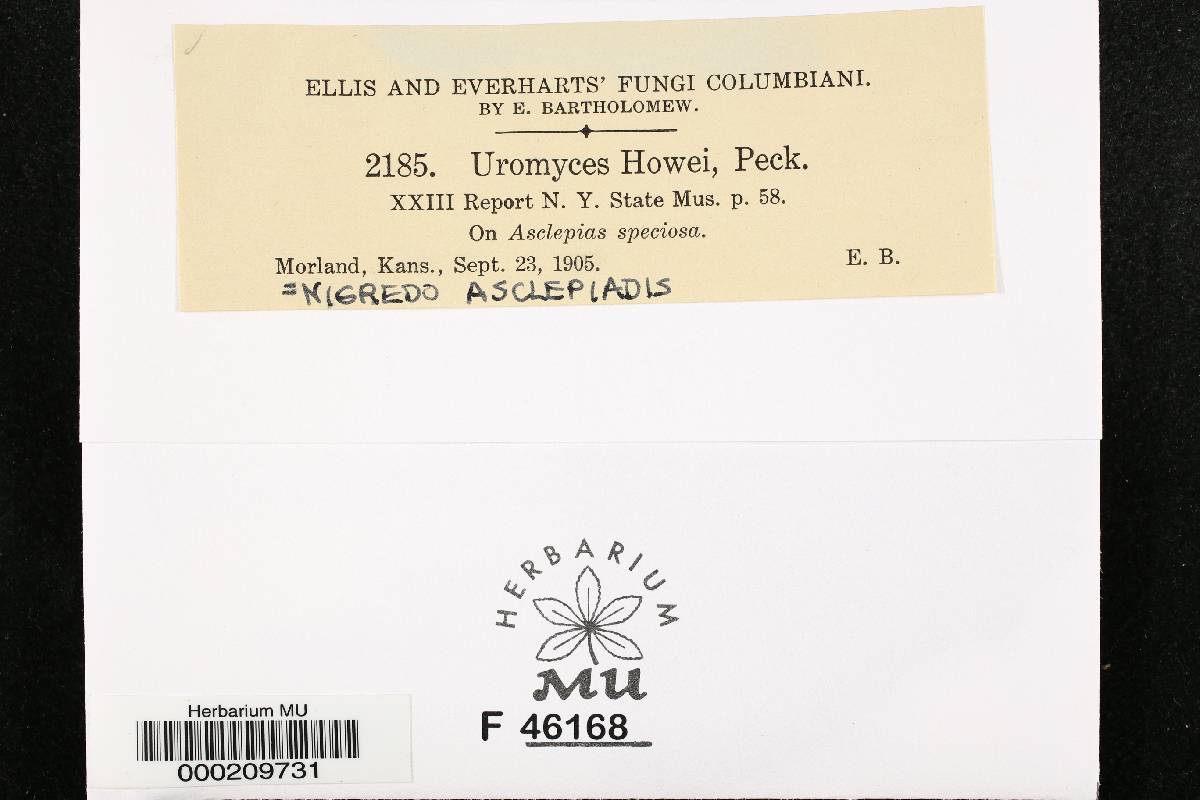 ELLIS AND EVERHARTS' FUNGI COLUMBIANI.
BY E. BARTHOLOMEW.
2185. Uromyces Howei, Peck.
XXIII Report N. Y. State Mus. p. 58.
On Asclepias speciosa.
Morland, Kans., Sept. 23, 1905. E. B.
=NIGREDO ASCLEPIADIS
HERBARIUM
MU
F 46168
Herbarium MU
000209731